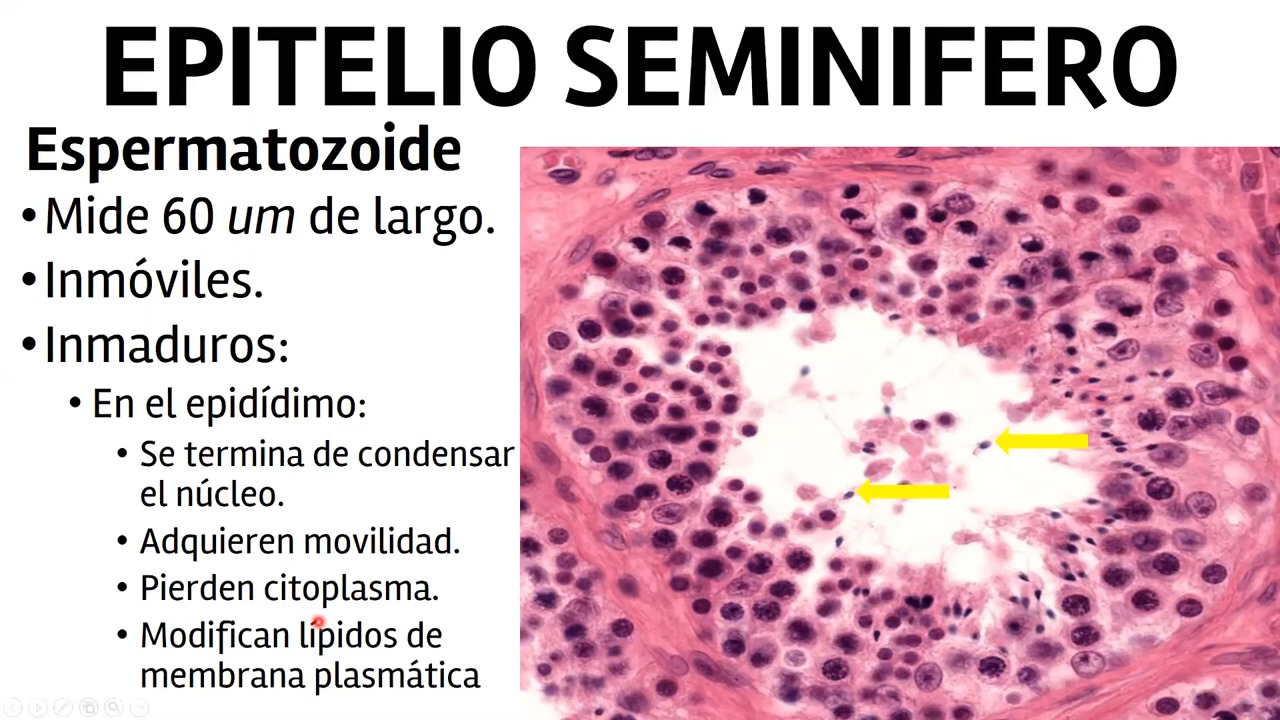 EPITELIO SEMINIFERO
Espermatozoide
• Mide 60 um de largo.
• Inmóviles.
• Inmaduros:
• En el epidídimo:
• Se termina de condensar
el núcleo.
• Adquieren movilidad.
• Pierden citoplasma.
• Modifican lípidos de
membrana plasmática